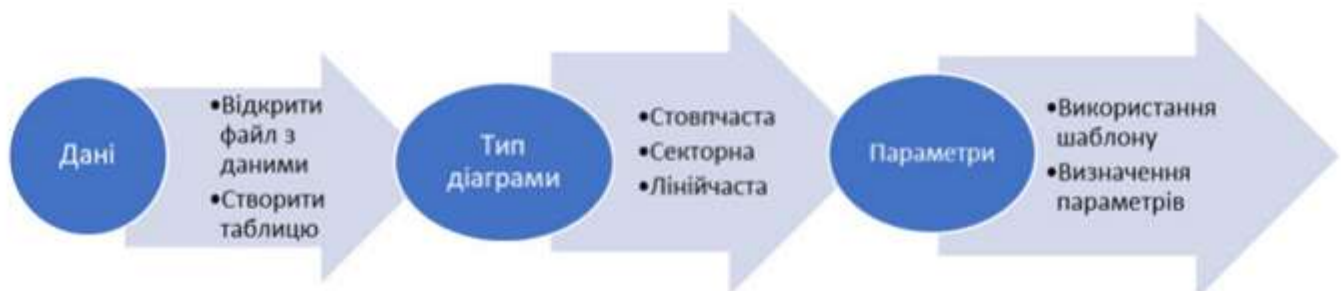 Дані
•Відкрити
файл з
даними
•Створити
таблицю
Тип
діаграми
•Стовпчаста
•Секторна
•Лінійчаста
Параметри
•Використання
шаблону
•Визначення
параметрів